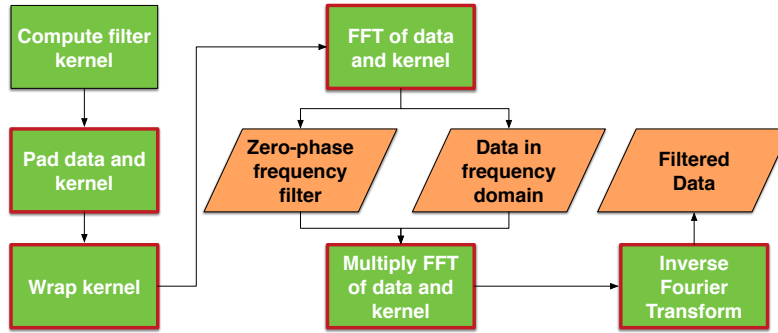 Compute filter
kernel
Pad data and
kernel
Wrap kernel
FFT of data
and kernel
Zero-phase
frequency
filter
Data in
frequency
domain
Multiply FFT
of data and
kernel
Inverse
Fourier
Transform
Filtered
Data